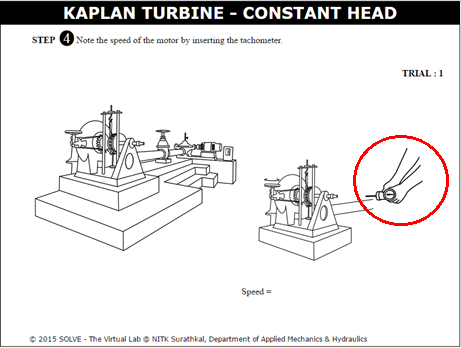 KAPLAN TURBINE - CONSTANT HEAD
STEP 4 Note the speed of the motor by inserting the tachometer.
TRIAL : 1
Speed =
© 2015 SOLVE - The Virtual Lab @ NITK Surathkal, Department of Applied Mechanics & Hydraulics